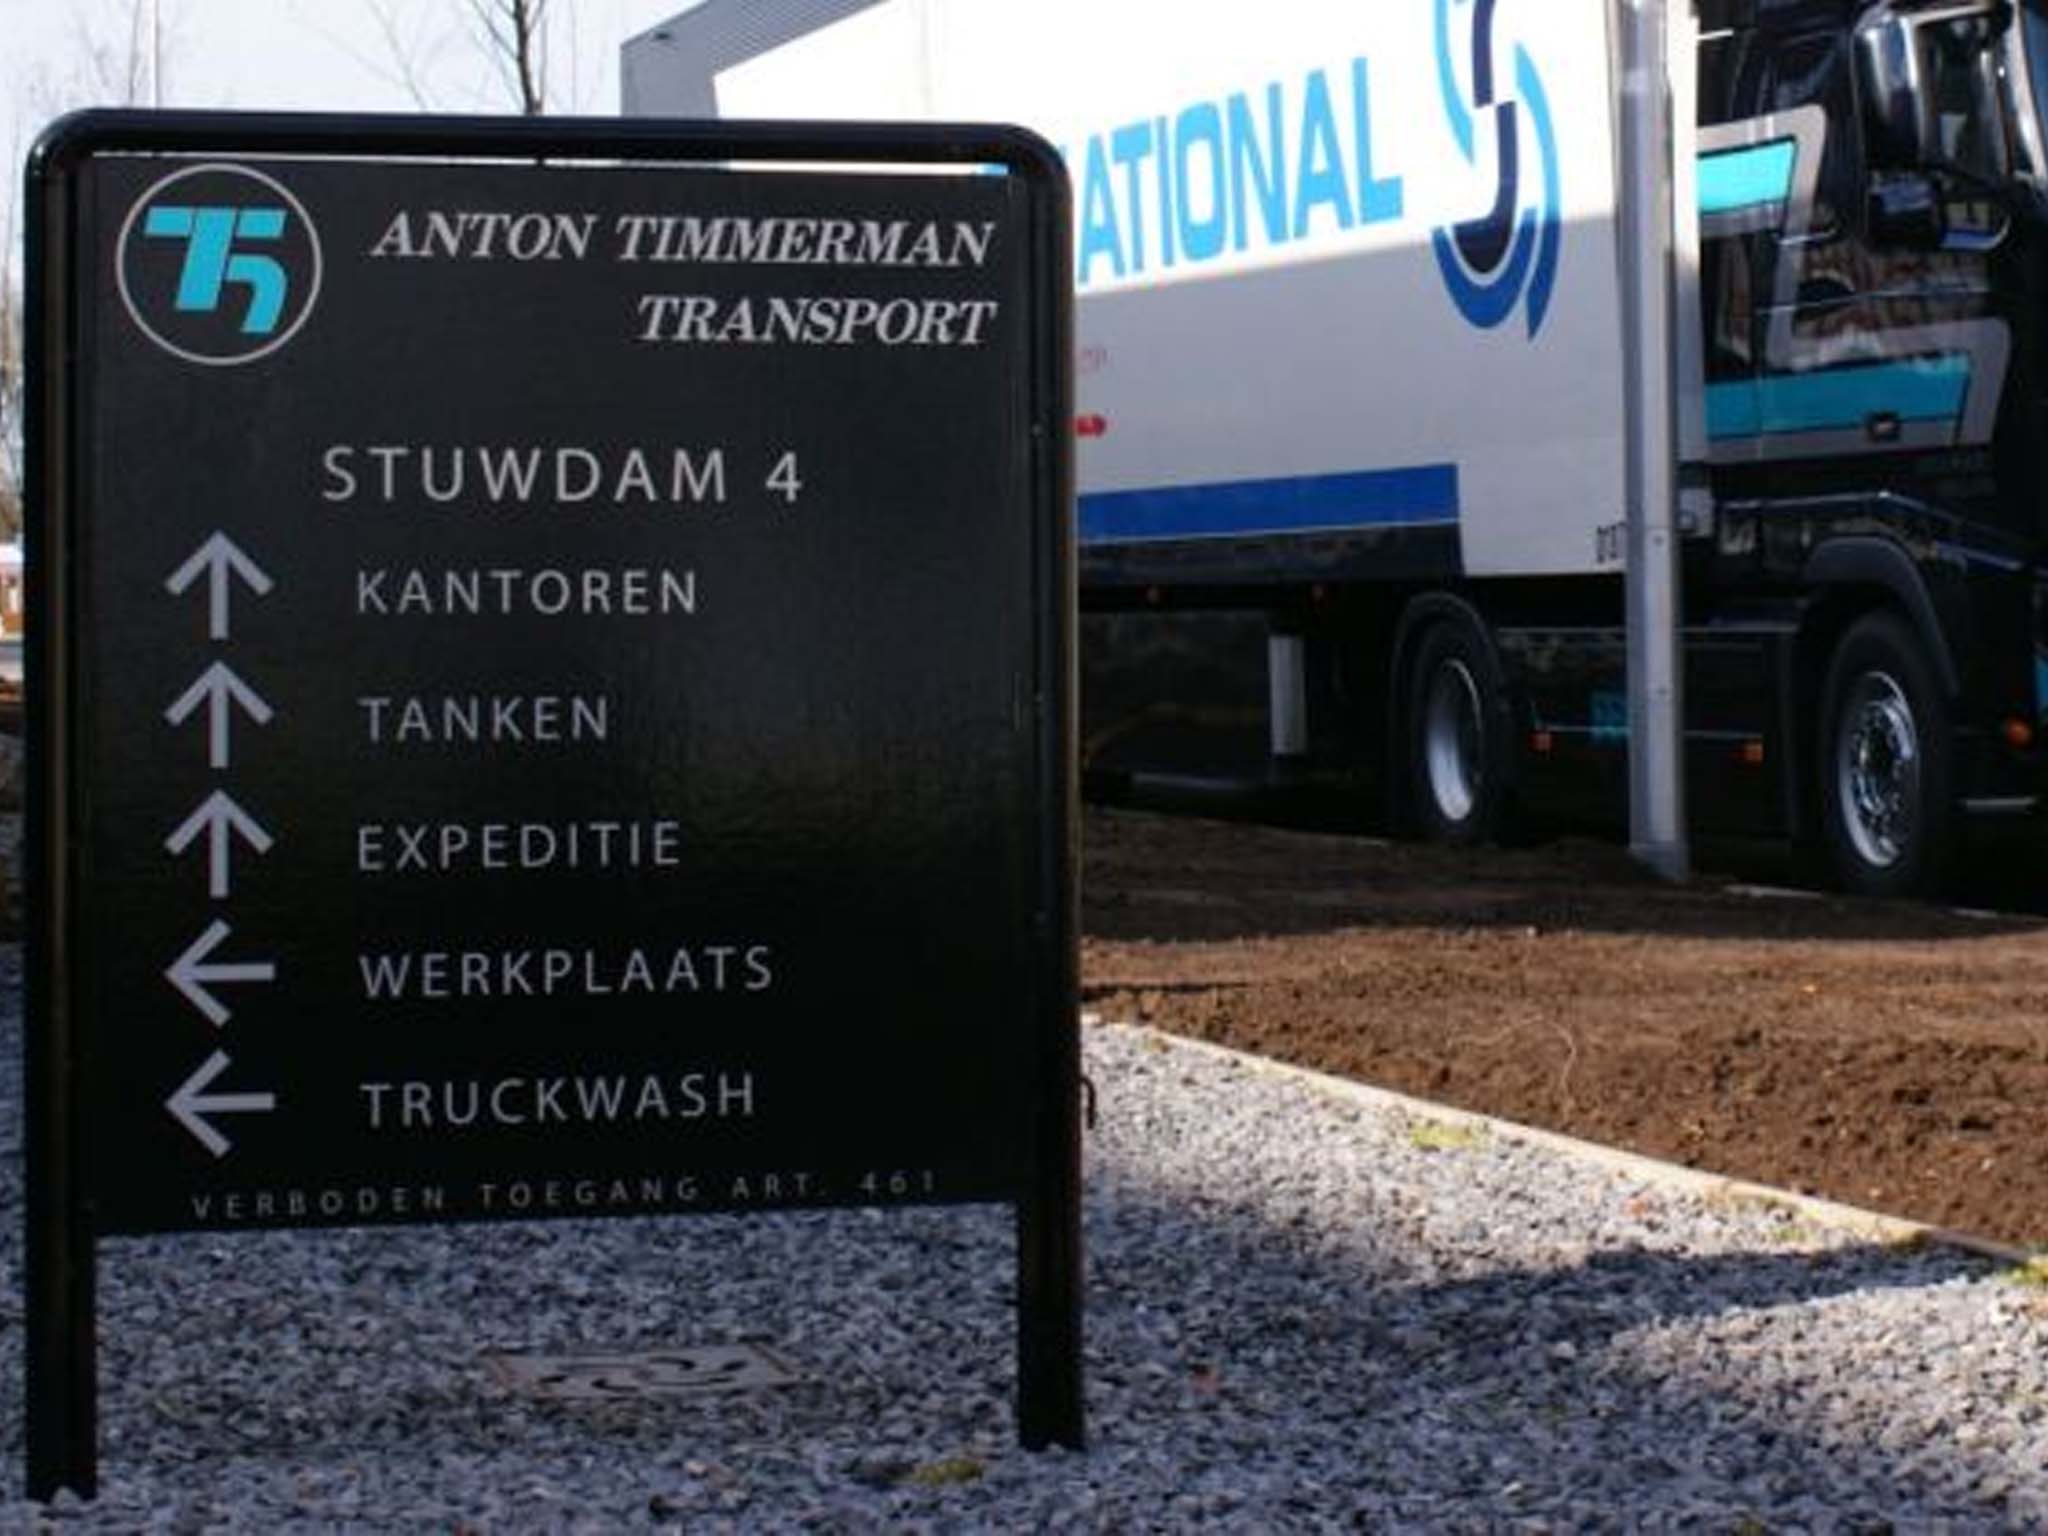 ANTON TIMMERMAN
TRANSPORT
STUWDAM 4
KANTOREN
TANKEN
EXPEDITIE
WERKPLAATS
TRUCKWASH
VERBODEN TOEGANG ART. 461
ATIONAL